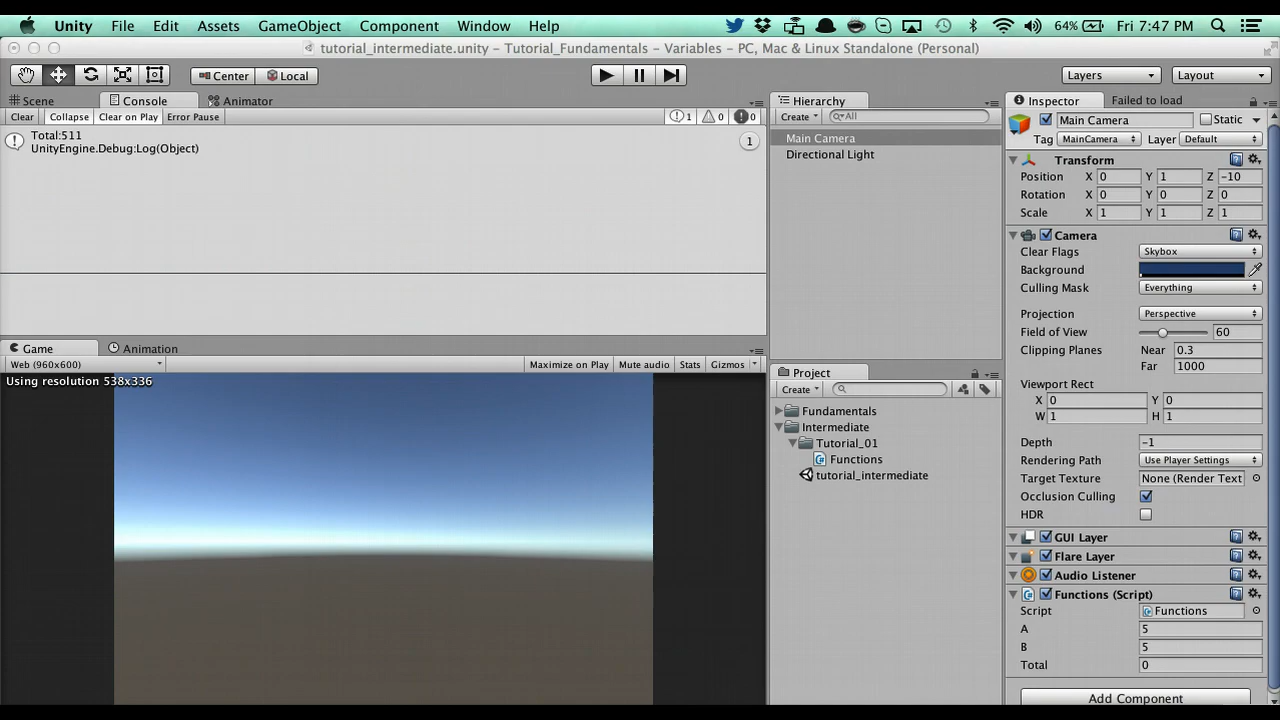 Unity File Edit Assets GameObject Component Window Help 64% Fri 7:47 PM
tutorial_intermediate.unity – Tutorial_Fundamentals – Variables – PC, Mac & Linux Standalone (Personal)
Center Local Layers Layout
Scene Console Animator
Clear Collapse Clear on Play Error Pause 1 0 0
Total:511
UnityEngine.Debug:Log(Object)
1
Game Animation
Web (960x600) Maximize on Play Mute audio Stats Gizmos
Using resolution 538x336
Hierarchy
Create All
Main Camera
Directional Light
Project
Create
Fundamentals
Intermediate
Tutorial_01
Functions
tutorial_intermediate
Inspector Failed to load
Main Camera Static
Tag MainCamera Layer Default
Transform
Position X 0 Y 1 Z -10
Rotation X 0 Y 0 Z 0
Scale X 1 Y 1 Z 1
Camera
Clear Flags Skybox
Background
Culling Mask Everything
Projection Perspective
Field of View 60
Clipping Planes Near 0.3
Far 1000
Viewport Rect
X 0 Y 0
W 1 H 1
Depth -1
Rendering Path Use Player Settings
Target Texture None (Render Text
Occlusion Culling
HDR
GUI Layer
Flare Layer
Audio Listener
Functions (Script)
Script Functions
A 5
B 5
Total 0
Add Component